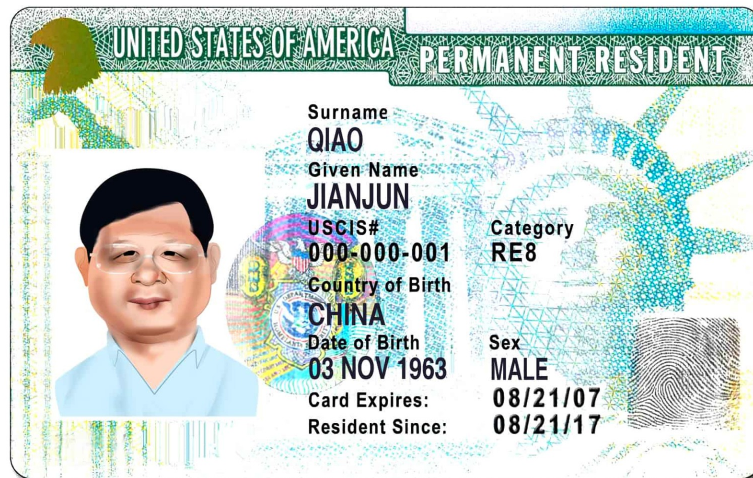 UNITED STATES OF AMERICA
PERMANENT RESIDENT
Surname
QIAO
Given Name
JIANJUN
USCIS# Category
000-000-001 RE8
Country of Birth
CHINA
Date of Birth Sex
03 NOV 1963 MALE
Card Expires: 08/21/07
Resident Since: 08/21/17